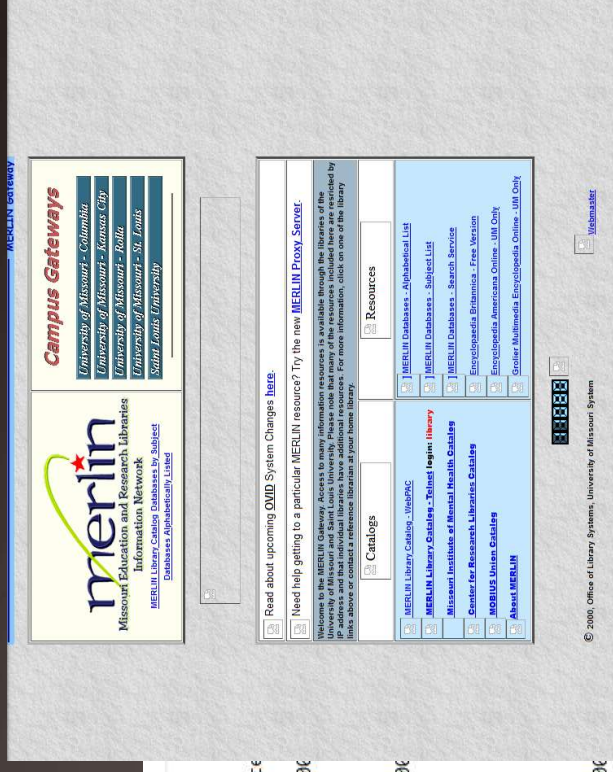 MERLIN Gateway
merlin
Missouri Education and Research Libraries
Information Network
MERLIN Library Catalog Databases by Subject
Databases Alphabetically Listed
Campus Gateways
University of Missouri - Columbia
University of Missouri - Kansas City
University of Missouri - Rolla
University of Missouri - St. Louis
Saint Louis University
Read about upcoming OVID System Changes here.
Need help getting to a particular MERLIN resource? Try the new MERLIN Proxy Server.
Welcome to the MERLIN Gateway. Access to many information resources is available through the libraries of the
University of Missouri and Saint Louis University. Please note that many of the resources included here are resricted by
IP address and that individual libraries have additional resources. For more information, click on one of the library
links above or contact a reference librarian at your home library.
Catalogs
MERLIN Library Catalog - WebPAC
MERLIN Library Catalog - Telnet login: library
Missouri Institute of Mental Health Catalog
Center for Research Libraries Catalog
MOBIUS Union Catalog
About MERLIN
Resources
] MERLIN Databases - Alphabetical List
] MERLIN Databases - Subject List
] MERLIN Databases - Search Service
Encyclopaedia Britannica - Free Version
Encyclopedia Americana Online - UM Only
Grolier Multimedia Encyclopedia Online - UM Only
Webmaster
© 2000, Office of Library Systems, University of Missouri System